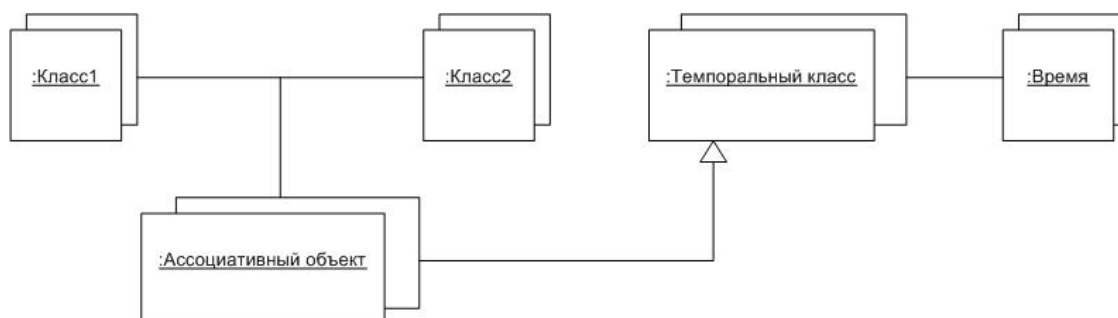 :Класс1
:Класс2
:Темпоральный класс
:Время
:Ассоциативный объект